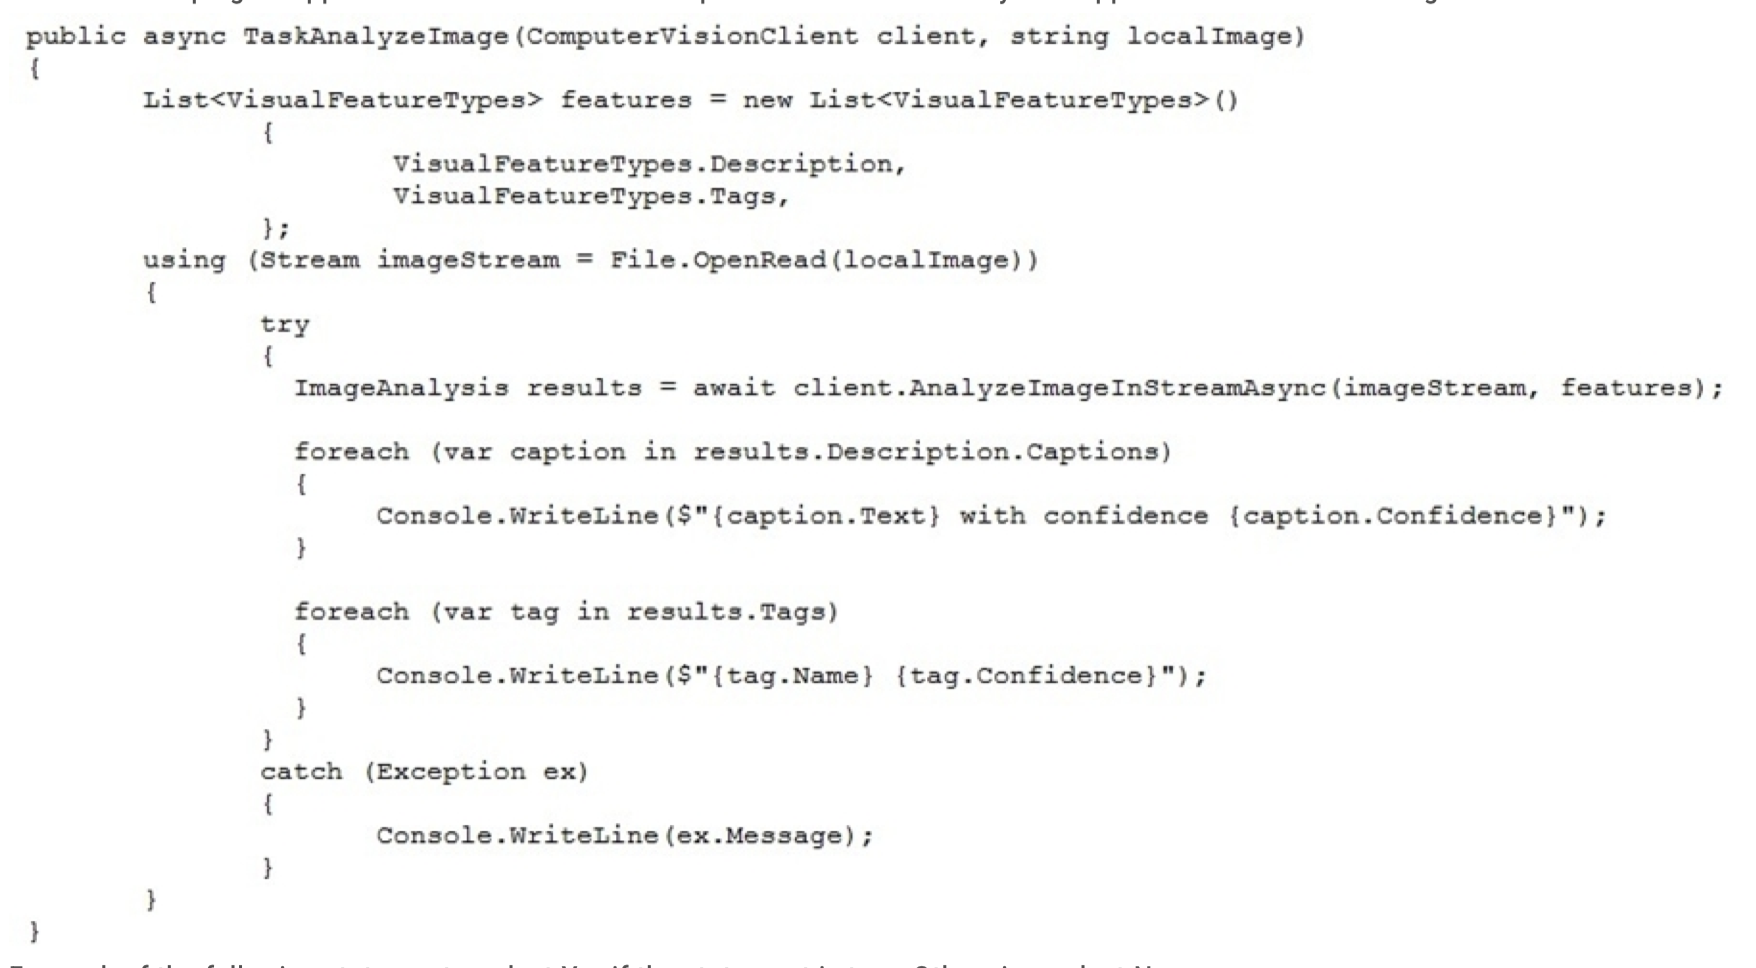 public async TaskAnalyzeImage(ComputerVisionClient client, string localImage)
{
List<VisualFeatureTypes> features = new List<VisualFeatureTypes>()
{
VisualFeatureTypes.Description,
VisualFeatureTypes.Tags,
};
using (Stream imageStream = File.OpenRead(localImage))
{
try
{
ImageAnalysis results = await client.AnalyzeImageInStreamAsync(imageStream, features);
foreach (var caption in results.Description.Captions)
{
Console.WriteLine($"{caption.Text} with confidence {caption.Confidence}");
}
foreach (var tag in results.Tags)
{
Console.WriteLine($"{tag.Name} {tag.Confidence}");
}
}
catch (Exception ex)
{
Console.WriteLine(ex.Message);
}
}
}